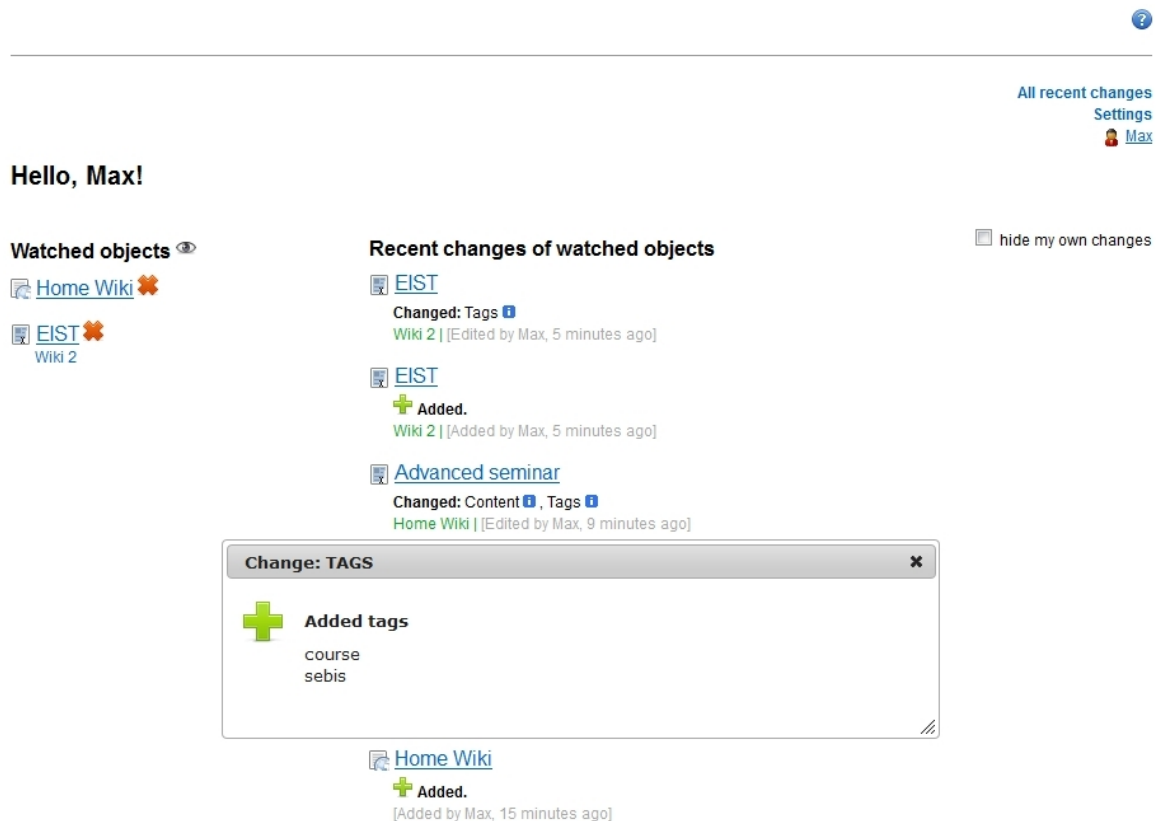 ?
All recent changes
Settings
Max
Hello, Max!
Watched objects
Home Wiki
EIST
Wiki 2
Recent changes of watched objects
hide my own changes
EIST
Changed: Tags i
Wiki 2 | [Edited by Max, 5 minutes ago]
EIST
Added.
Wiki 2 | [Added by Max, 5 minutes ago]
Advanced seminar
Changed: Content i , Tags i
Home Wiki | [Edited by Max, 9 minutes ago]
Change: TAGS
Added tags
course
sebis
Home Wiki
Added.
[Added by Max, 15 minutes ago]